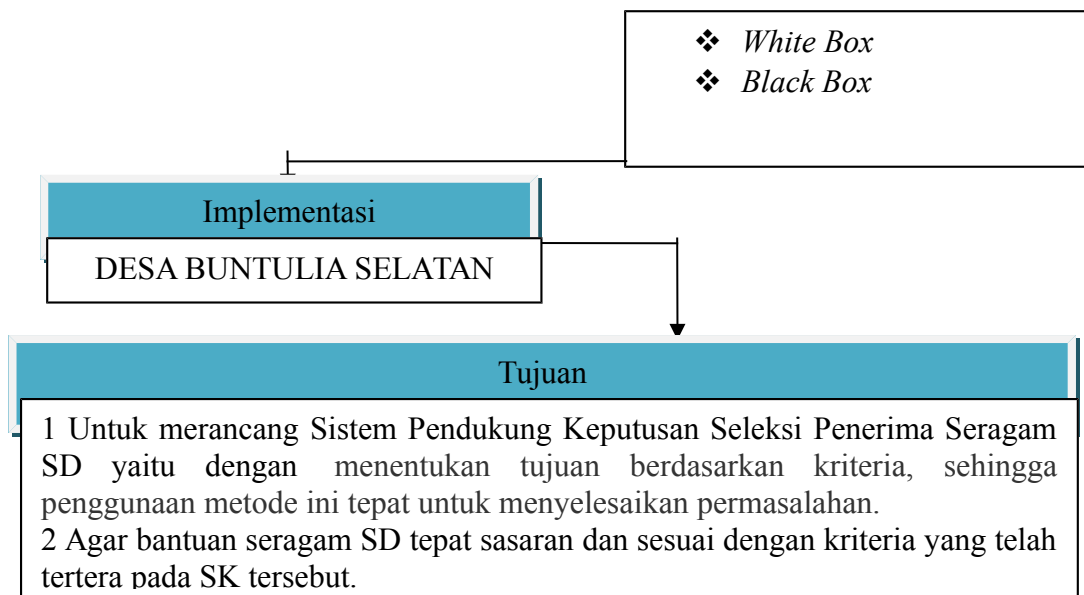 ❖ White Box
❖ Black Box
Implementasi
DESA BUNTULIA SELATAN
Tujuan
1 Untuk merancang Sistem Pendukung Keputusan Seleksi Penerima Seragam
SD yaitu dengan menentukan tujuan berdasarkan kriteria, sehingga
penggunaan metode ini tepat untuk menyelesaikan permasalahan.
2 Agar bantuan seragam SD tepat sasaran dan sesuai dengan kriteria yang telah
tertera pada SK tersebut.